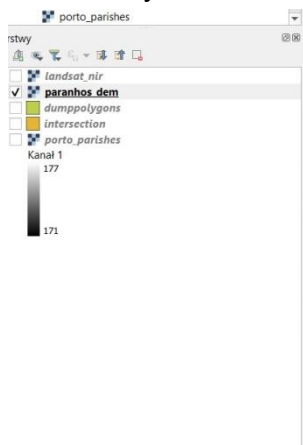 porto_parishes
rstwy
landsat_nir
paranhos_dem
dumppolygons
intersection
porto_parishes
Kanał 1
177
171